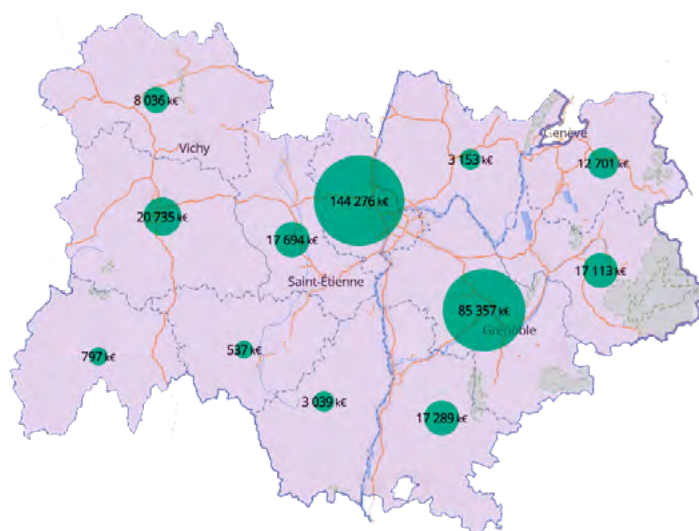 8 036 k€
Vichy
Genève
3 153 k€
12 701 k€
144 276 k€
20 735 k€
17 694 k€
17 113 k€
Saint-Étienne
85 357 k€
Grenoble
537 k€
797 k€
3 039 k€
17 289 k€